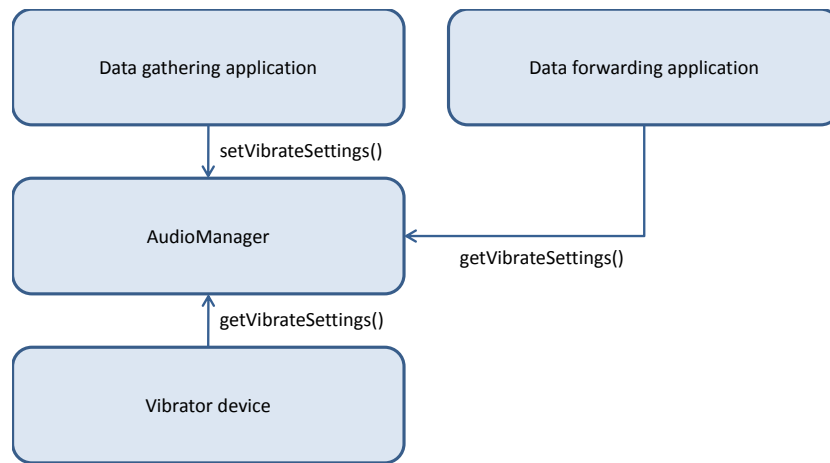 Data gathering application
Data forwarding application
setVibrateSettings()
AudioManager
getVibrateSettings()
getVibrateSettings()
Vibrator device